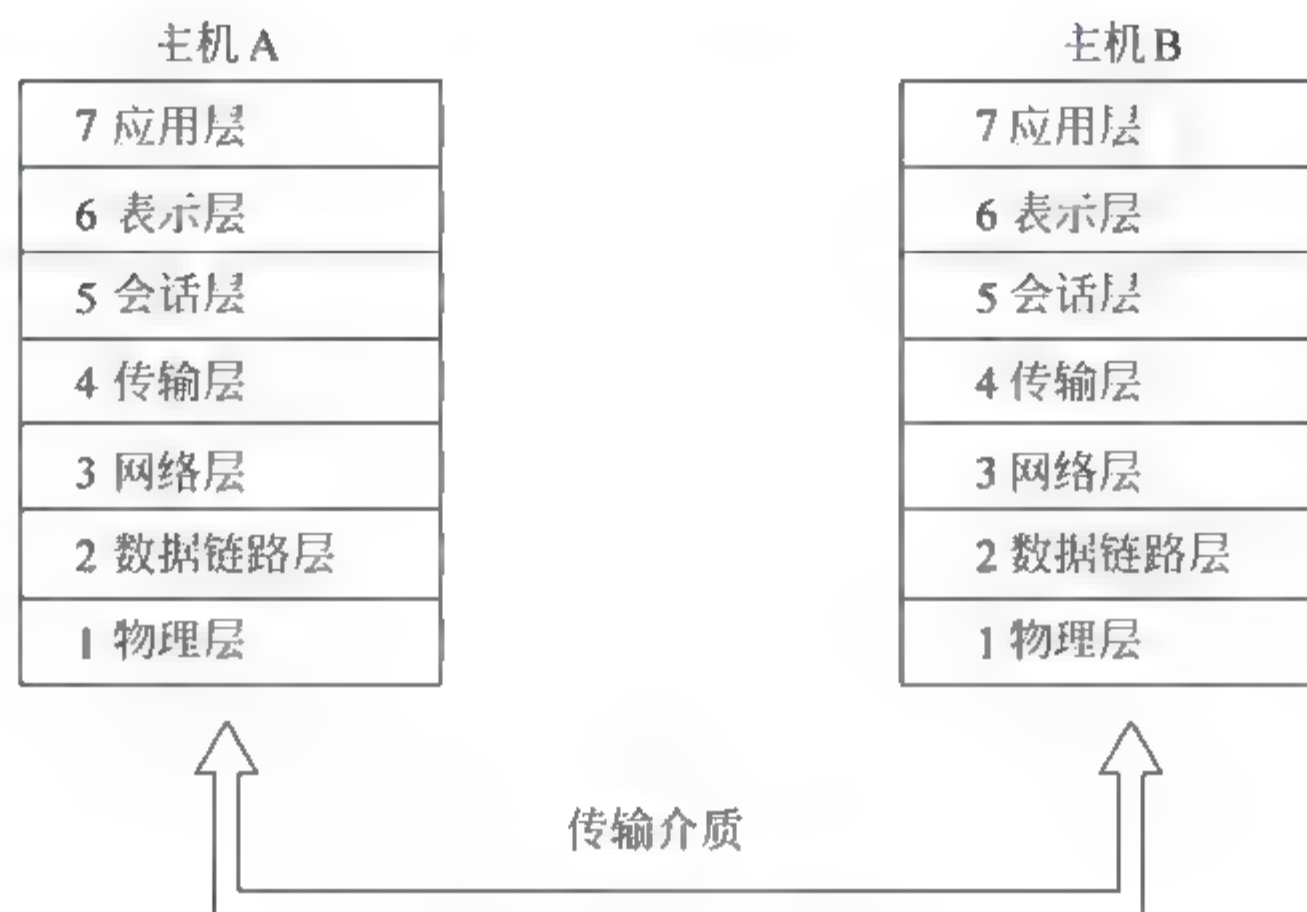 主机 A
7 应用层
6 表示层
5 会话层
4 传输层
3 网络层
2 数据链路层
1 物理层
主机 B
7 应用层
6 表示层
5 会话层
4 传输层
3 网络层
2 数据链路层
1 物理层
传输介质